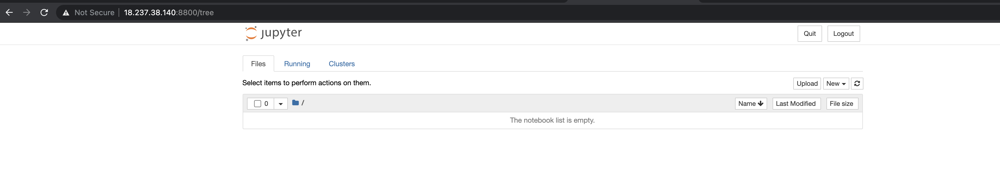 Not Secure 18.237.38.140:8800/tree
jupyter
Quit Logout
Files Running Clusters
Select items to perform actions on them.
Upload New
0 /
Name Last Modified File size
The notebook list is empty.